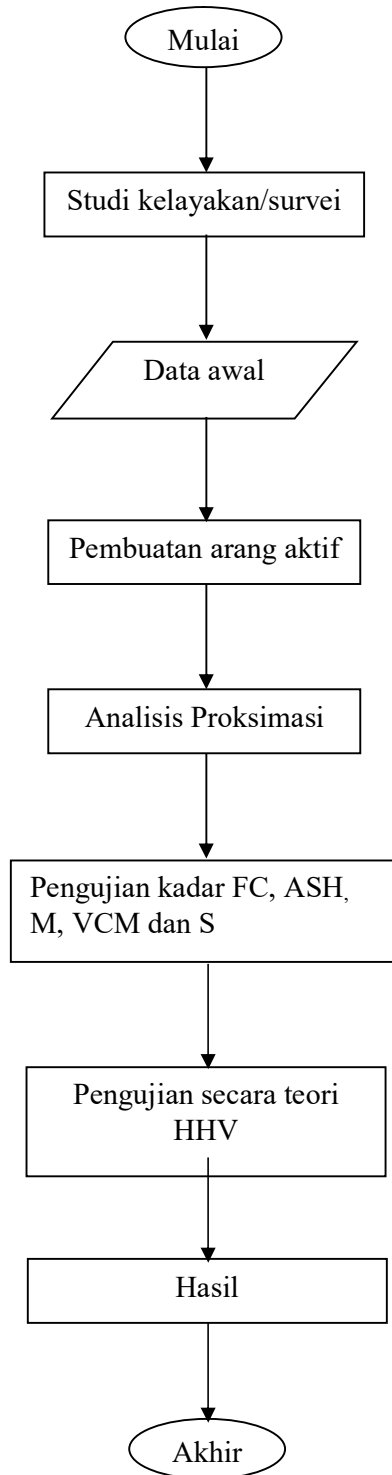 Mulai
Studi kelayakan/survei
Data awal
Pembuatan arang aktif
Analisis Proksimasi
Pengujian kadar FC, ASH,
M, VCM dan S
Pengujian secara teori
HHV
Hasil
Akhir